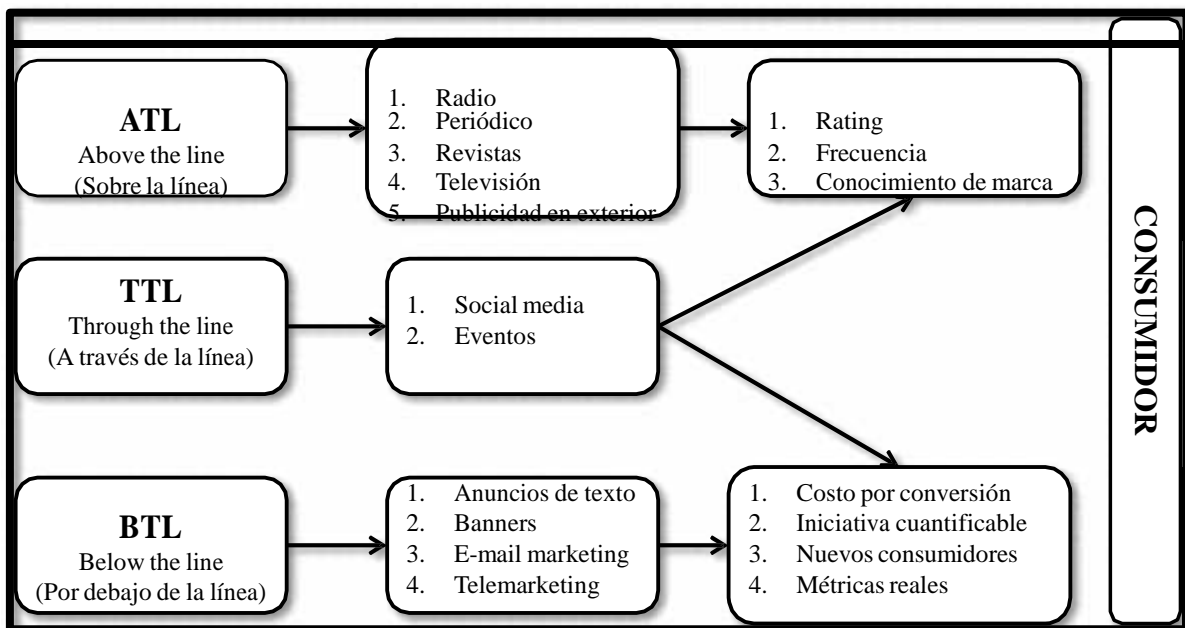 ATL
Above the line
(Sobre la línea)
1. Radio
2. Periódico
3. Revistas
4. Televisión
5. Publicidad en exterior
1. Rating
2. Frecuencia
3. Conocimiento de marca
TTL
Through the line
(A través de la línea)
1. Social media
2. Eventos
BTL
Below the line
(Por debajo de la línea)
1. Anuncios de texto
2. Banners
3. E-mail marketing
4. Telemarketing
1. Costo por conversión
2. Iniciativa cuantificable
3. Nuevos consumidores
4. Métricas reales
CONSUMIDOR